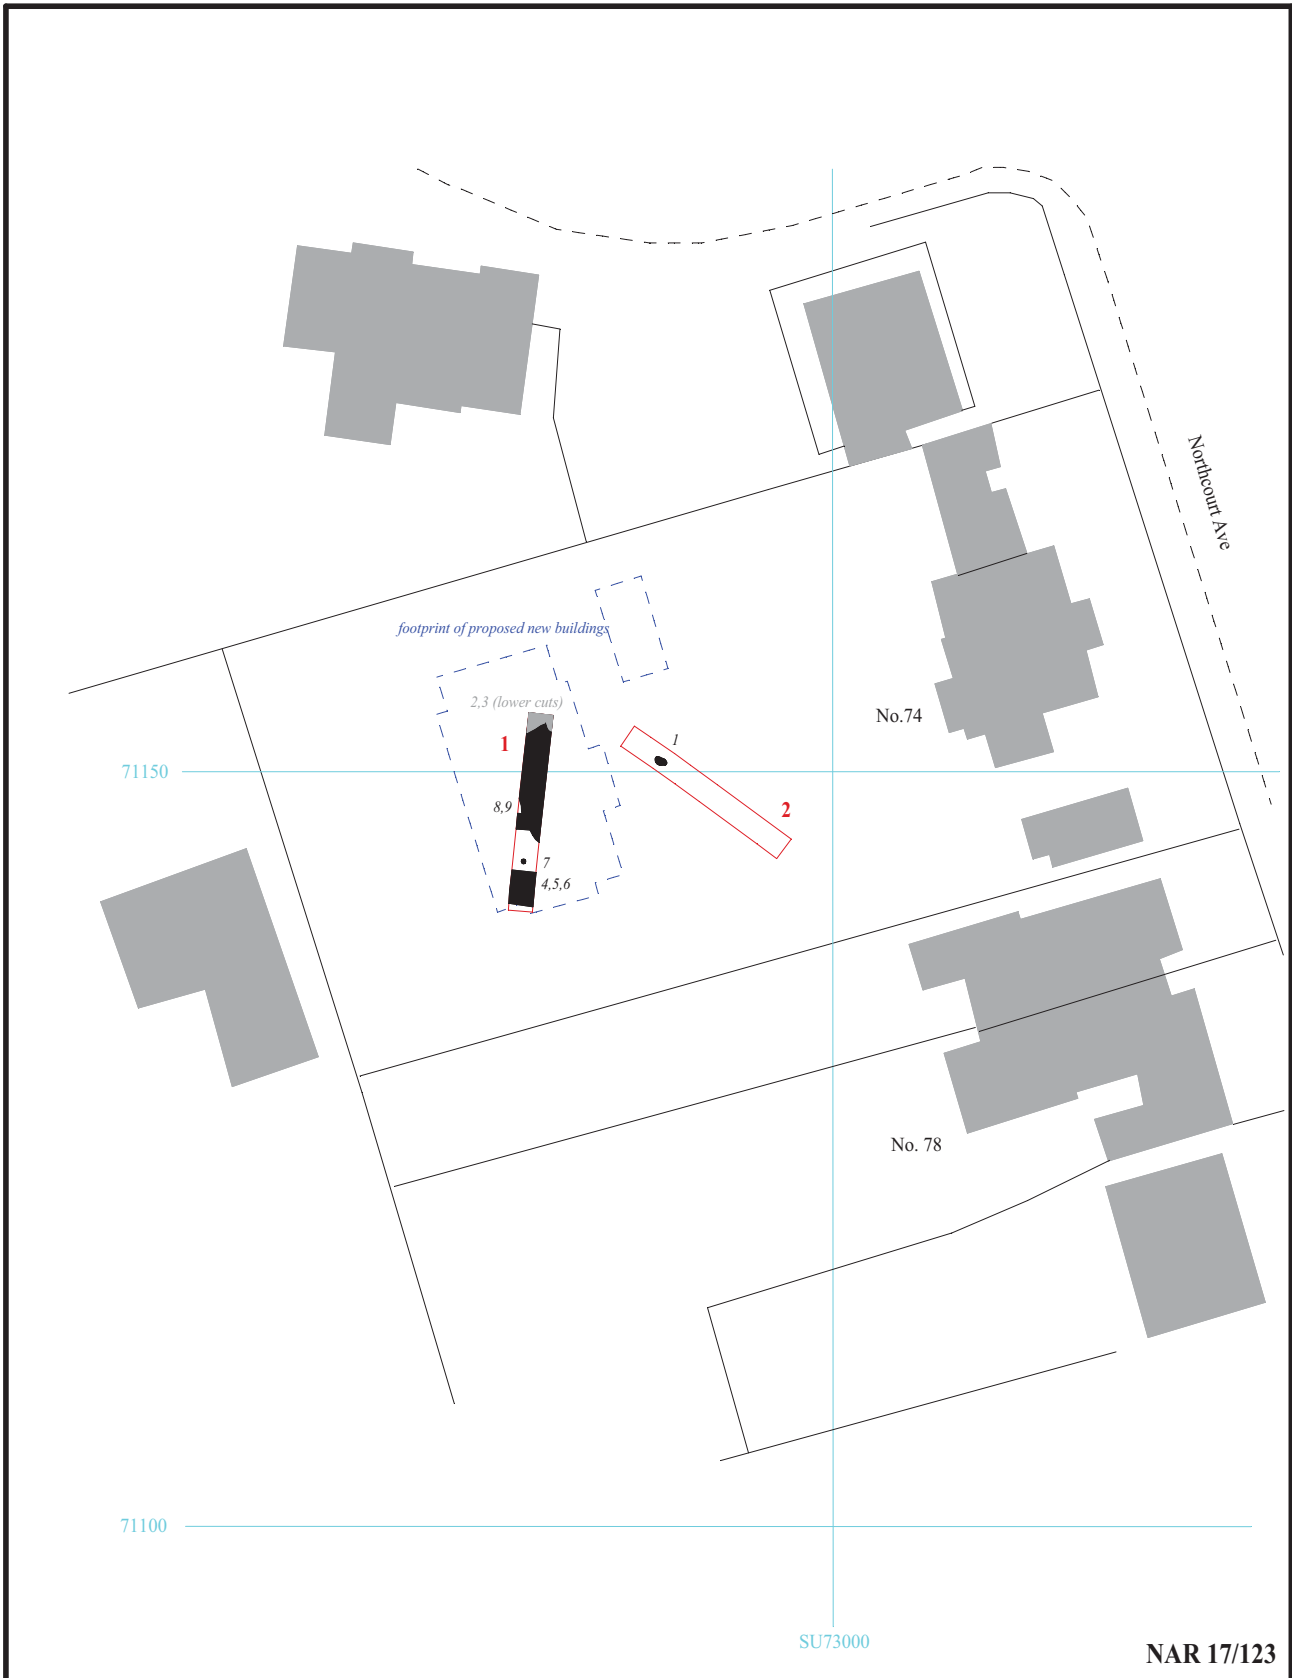 Northcourt Ave
footprint of proposed new buildings
2,3 (lower cuts)
No.74
1
1
71150
8,9
2
7
4,5,6
No. 78
71100
SU73000
NAR 17/123